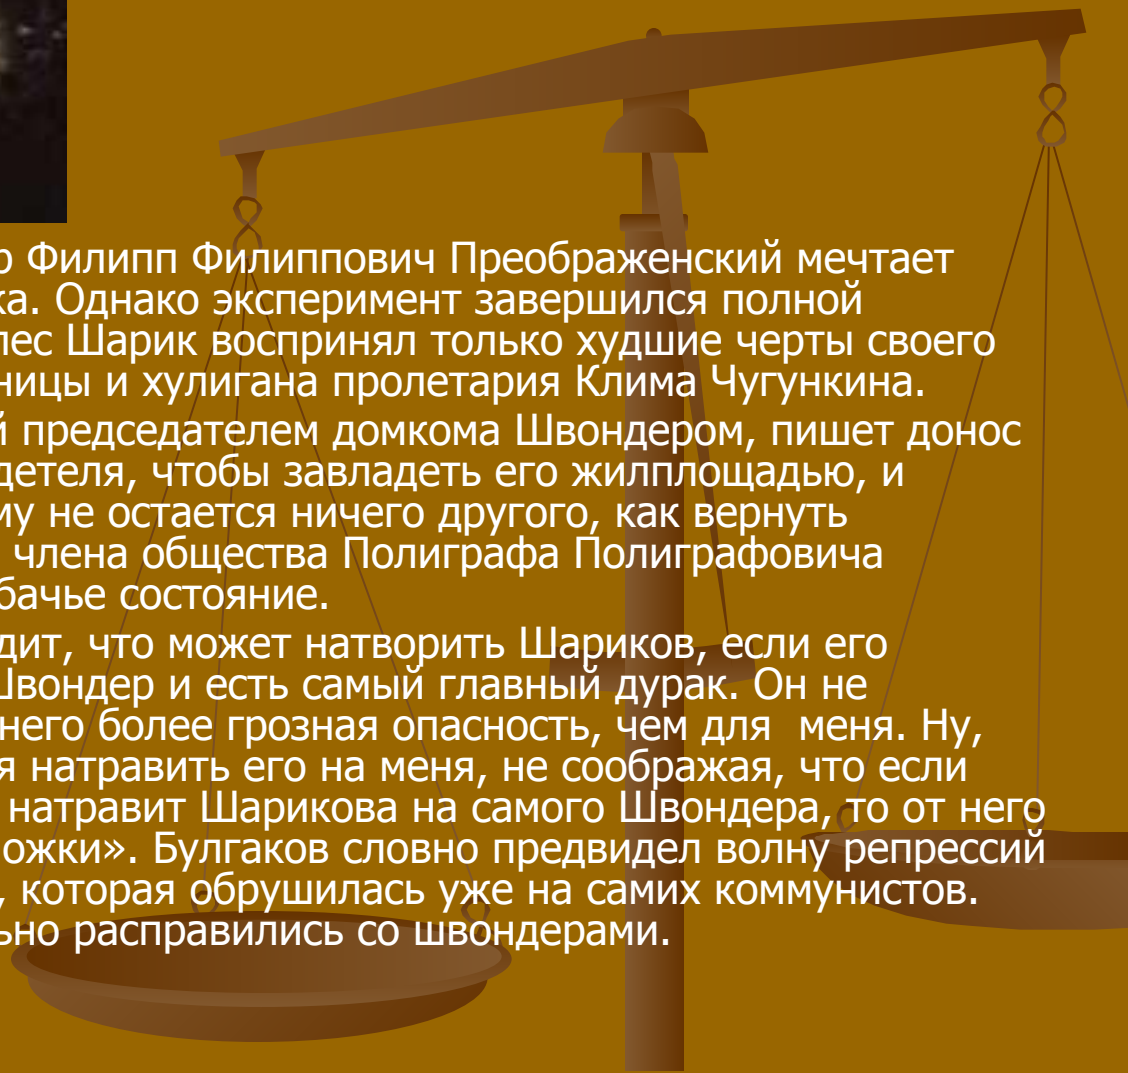 р Филипп Филиппович Преображенский мечтает
ка. Однако эксперимент завершился полной
пес Шарик воспринял только худшие черты своего
ницы и хулигана пролетария Клима Чугункина.
й председателем домкома Швондером, пишет донос
детеля, чтобы завладеть его жилплощадью, и
му не остается ничего другого, как вернуть
члена общества Полиграфа Полиграфовича
бачье состояние.
дит, что может натворить Шариков, если его
Швондер и есть самый главный дурак. Он не
него более грозная опасность, чем для меня. Ну,
я натравить его на меня, не соображая, что если
натравит Шарикова на самого Швондера, то от него
ожки». Булгаков словно предвидел волну репрессий
, которая обрушилась уже на самих коммунистов.
ьно расправились со швондерами.